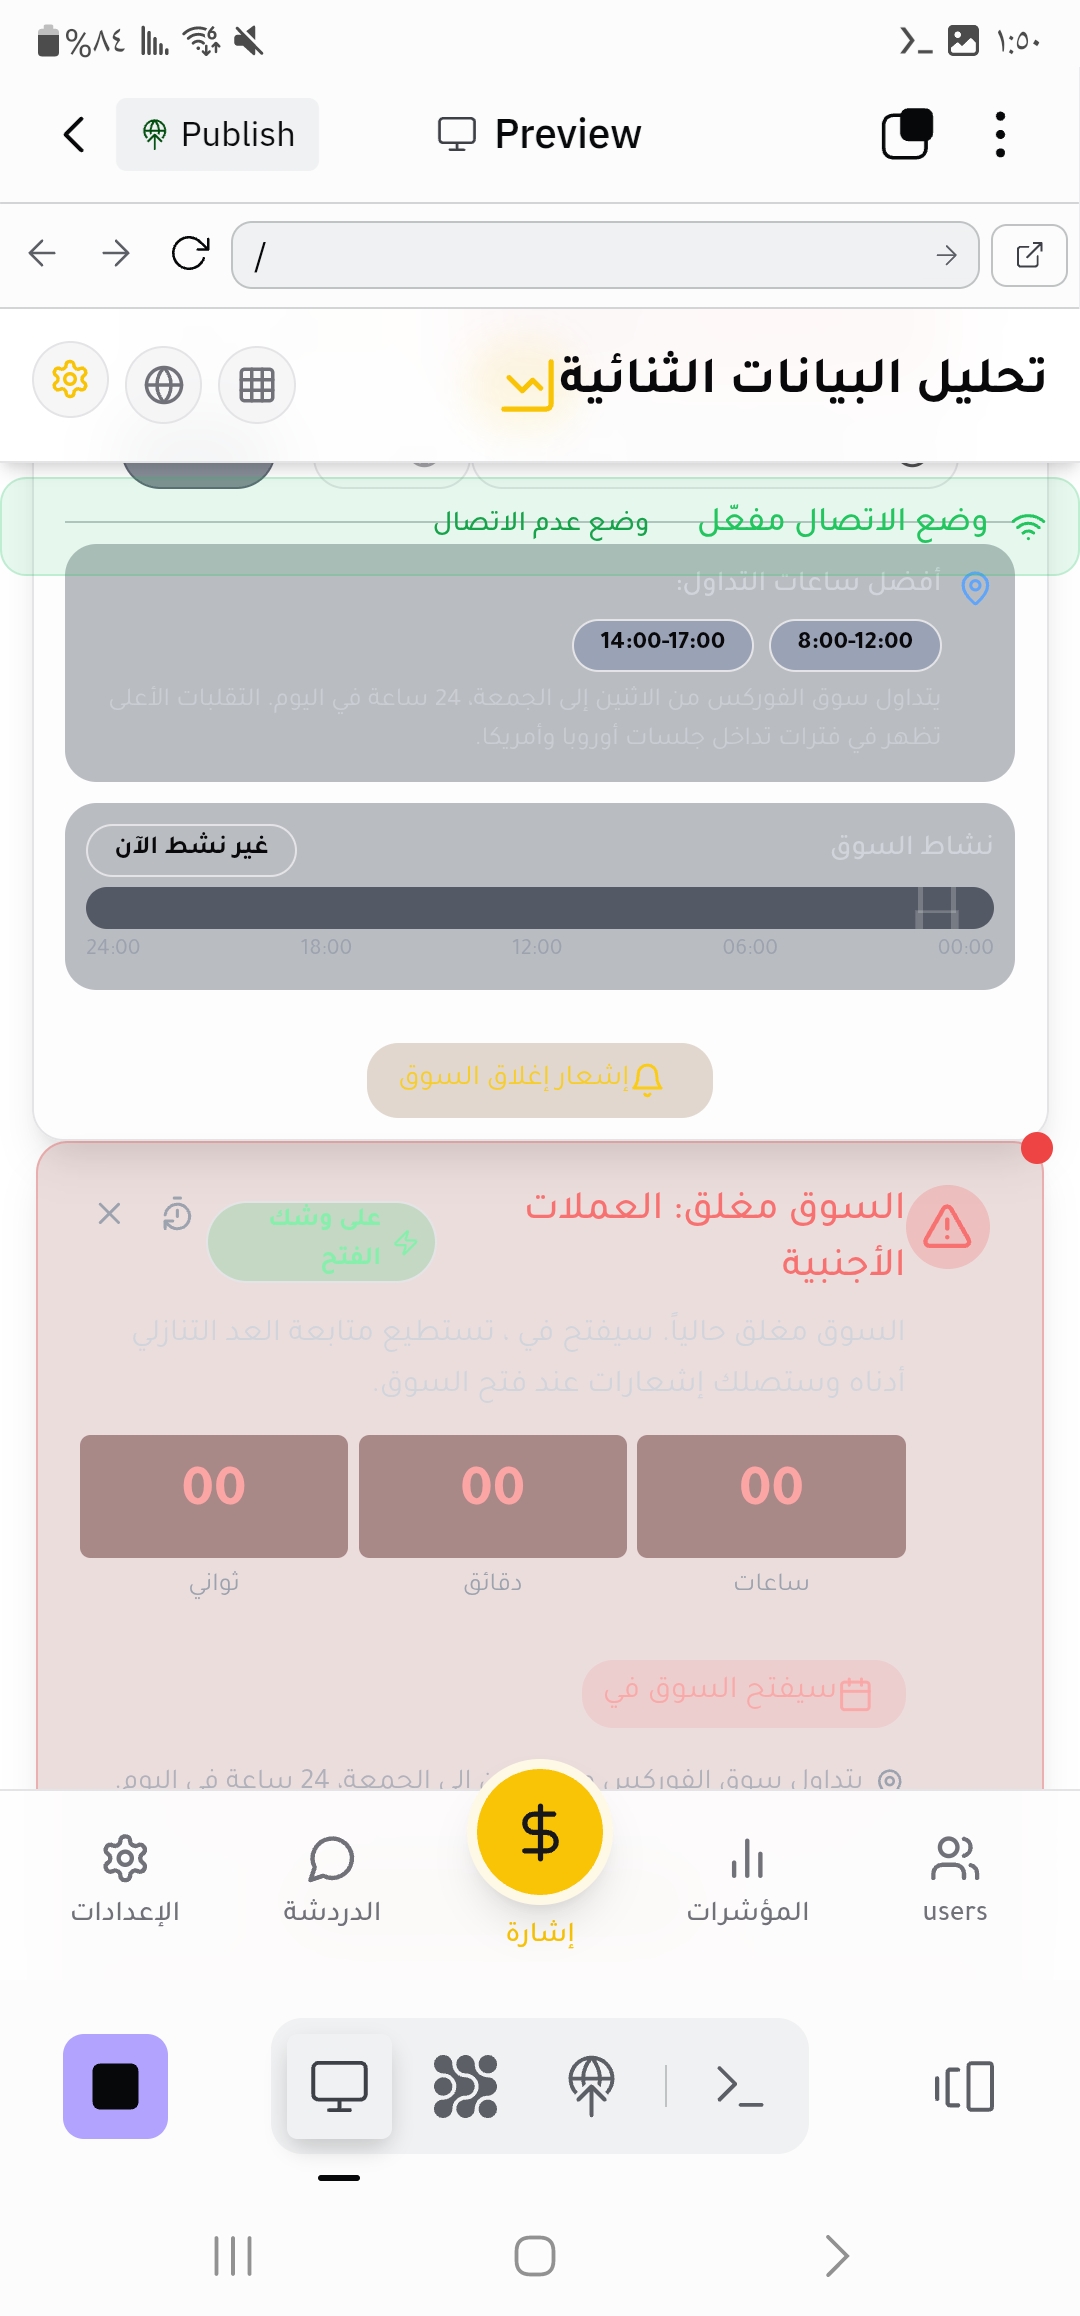 ١:٥٠
%٨٤
Publish
Preview
/
تحليل البيانات الثنائية
وضع الاتصال مفعّل
وضع عدم الاتصال
أفضل ساعات التداول:
8:00-12:00
14:00-17:00
يتداول سوق الفوركس من الاثنين إلى الجمعة، 24 ساعة في اليوم. التقلبات الأعلى
تظهر في فترات تداخل جلسات أوروبا وأمريكا.
نشاط السوق
غير نشط الآن
00:00
06:00
12:00
18:00
24:00
إشعار إغلاق السوق
السوق مغلق: العملات
الأجنبية
على وشك
الفتح
السوق مغلق حالياً. سيفتح في ، تستطيع متابعة العد التنازلي
أدناه وستصلك إشعارات عند فتح السوق.
00
00
00
ساعات
دقائق
ثواني
سيفتح السوق في
يتداول سوق الفوركس
إلى الجمعة، 24 ساعة في اليوم.
users
المؤشرات
إشارة
الدردشة
الإعدادات